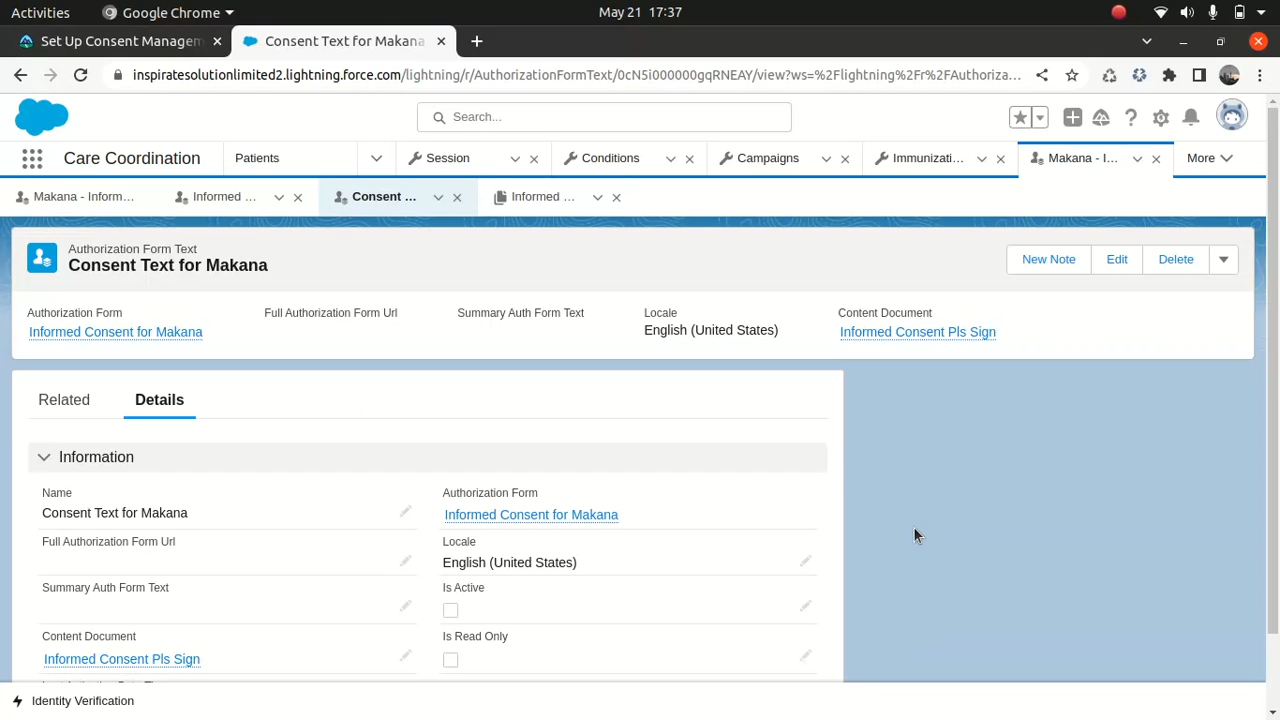 Activities
Google Chrome
May 21 17:37
Set Up Consent Managem
Consent Text for Makana
inspiratesolutionlimited2.lightning.force.com/lightning/r/AuthorizationFormText/0cN5i000000gqRNEAY/view?ws=%2Flightning%2Fr%2FAuthoriza...
Search...
Care Coordination
Patients
Session
Conditions
Campaigns
Immunizati...
Makana - I...
More
Makana - Inform...
Informed ...
Consent ...
Informed ...
Authorization Form Text
Consent Text for Makana
New Note
Edit
Delete
Authorization Form
Full Authorization Form Url
Summary Auth Form Text
Locale
Content Document
Informed Consent for Makana
English (United States)
Informed Consent Pls Sign
Related
Details
Information
Name
Authorization Form
Consent Text for Makana
Informed Consent for Makana
Full Authorization Form Url
Locale
English (United States)
Summary Auth Form Text
Is Active
Content Document
Is Read Only
Informed Consent Pls Sign
Identity Verification